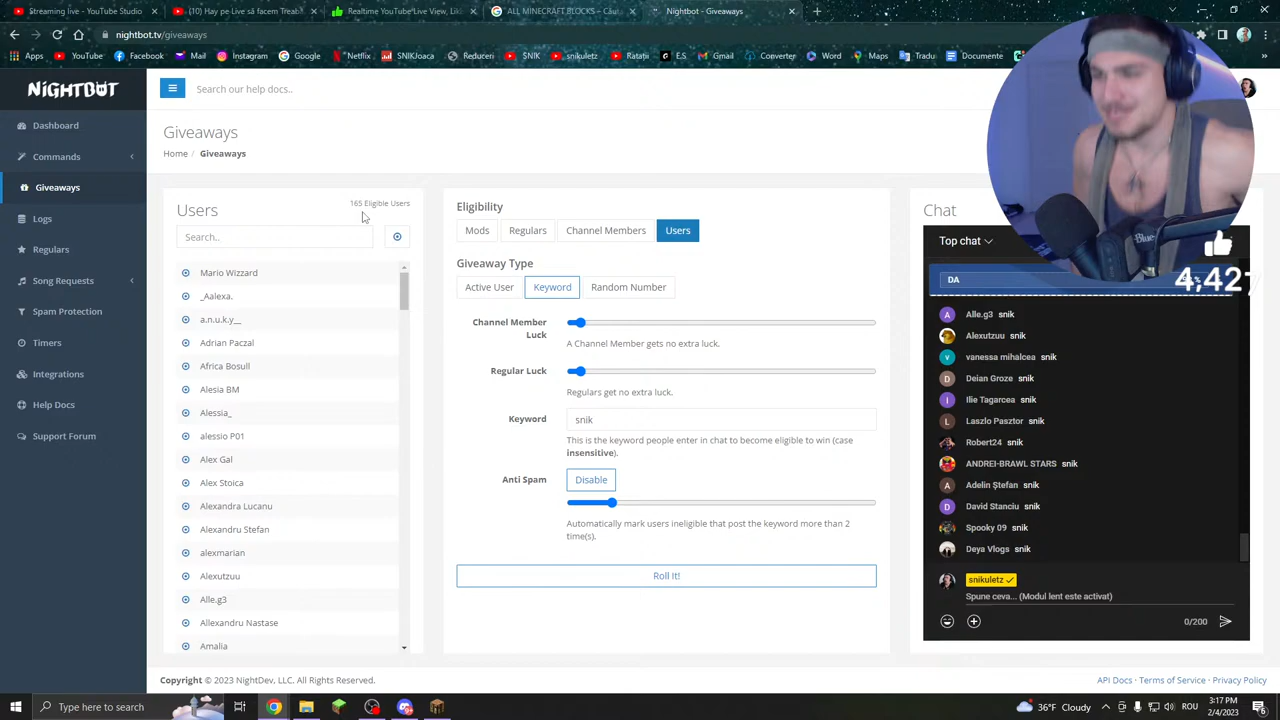 Streaming live - YouTube Studio
(10) Hay Le și să facem Treab
Realtime YouTube Live View, Lik
ALL MINECRAFT BLOCKS – Cău
Nightbot - Giveaways
nightbot.tv/giveaways
Apps YouTube Facebook Mail Instagram Google Netflix SNIKJoaca Reduceri SNIK snikuletz Ratații E.S Gmail Converter Word Maps Tradu Documente
NiGHTBOT
Search our help docs..
Dashboard
Commands
Giveaways
Logs
Regulars
Song Requests
Spam Protection
Timers
Integrations
Help Docs
Support Forum
Giveaways
Home / Giveaways
Users
165 Eligible Users
Search..
Mario Wizzard
_Aalexa.
a.n.u.k.y__
Adrian Paczal
Africa Bosull
Alesia BM
Alessia_
alessio P01
Alex Gal
Alex Stoica
Alexandra Lucanu
Alexandru Stefan
alexmarian
Alexutzuu
Alle.g3
Allexandru Nastase
Amalia
Eligibility
Mods Regulars Channel Members Users
Giveaway Type
Active User Keyword Random Number
Channel Member Luck
A Channel Member gets no extra luck.
Regular Luck
Regulars get no extra luck.
Keyword
snik
This is the keyword people enter in chat to become eligible to win (case
insensitive).
Anti Spam
Disable
Automatically mark users ineligible that post the keyword more than 2
time(s).
Roll It!
Chat
Top chat
DA
4,427
Alle.g3 snik
Alexutzuu snik
vanessa mihalcea snik
Deian Groze snik
Ilie Tagarcea snik
Laszlo Pasztor snik
Robert24 snik
ANDREI-BRAWL STARS snik
Adelin Ștefan snik
David Stanciu snik
Spooky 09 snik
Deya Vlogs snik
snikuletz
Spune ceva... (Modul lent este activat)
0/200
Copyright © 2023 NightDev, LLC. All Rights Reserved.
API Docs · Terms of Service · Privacy Policy
Type here to search
36°F Cloudy
ROU
3:17 PM
2/4/2023